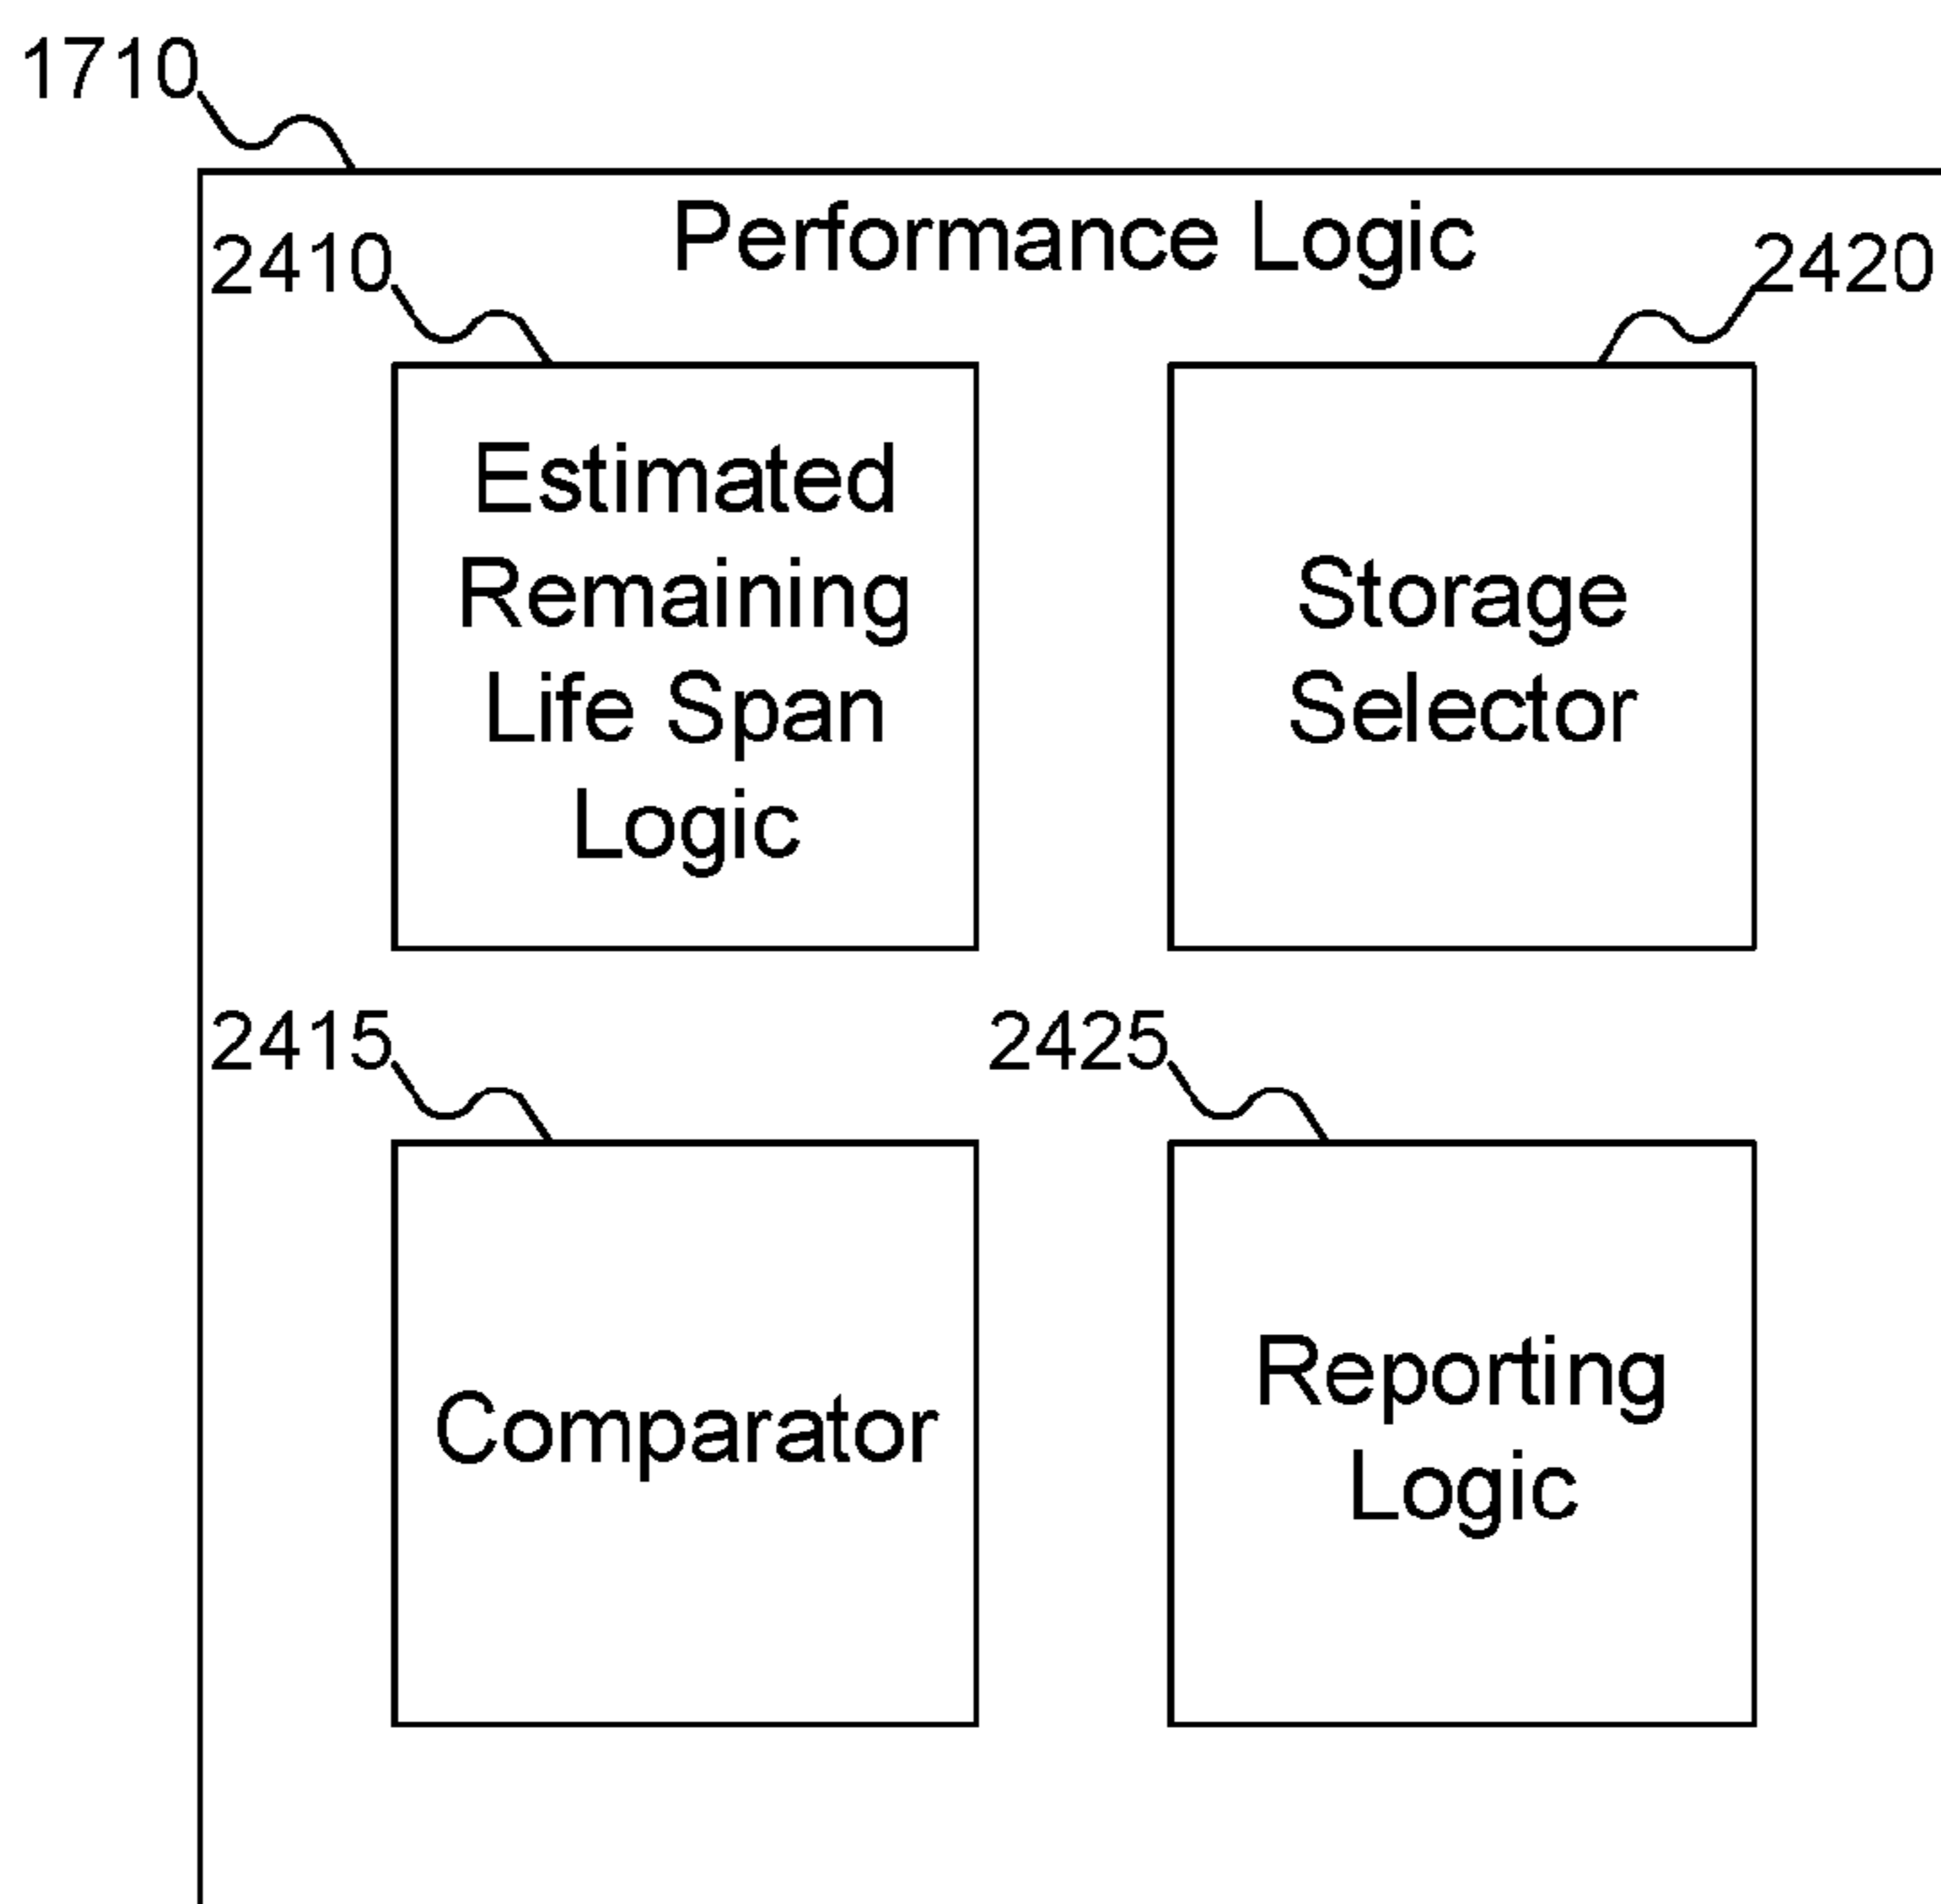 1710
Performance Logic
2410
2420
Estimated
Remaining
Life Span
Logic
Storage
Selector
2415
2425
Comparator
Reporting
Logic